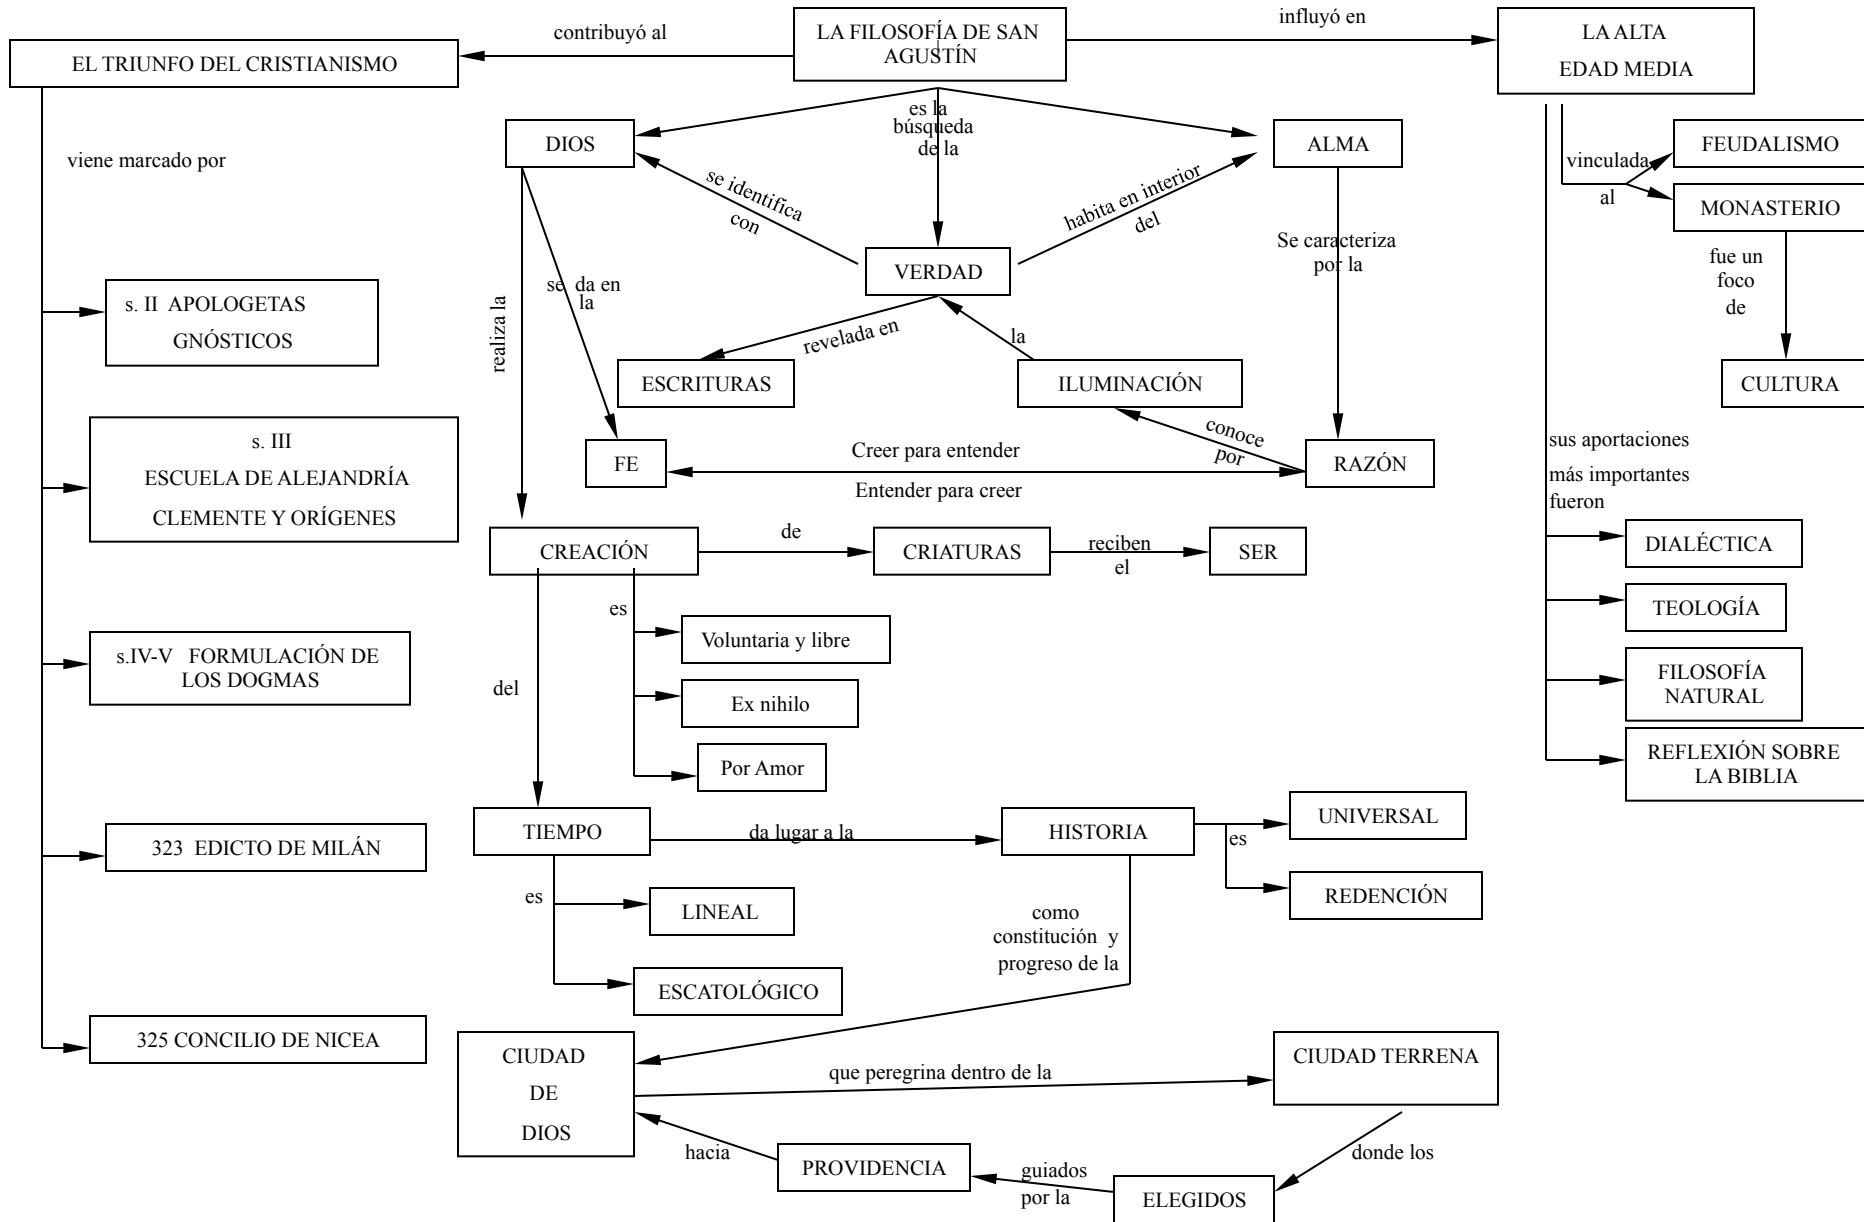 contribuyó al
LA FILOSOFÍA DE SAN
AGUSTÍN
influyó en
LA ALTA
EDAD MEDIA
EL TRIUNFO DEL CRISTIANISMO
viene marcado por
s. II  APOLOGETAS
GNÓSTICOS
s. III
ESCUELA DE ALEJANDRÍA
CLEMENTE Y ORÍGENES
s.IV-V   FORMULACIÓN DE
LOS DOGMAS
323  EDICTO DE MILÁN
325 CONCILIO DE NICEA
es la
búsqueda
de la
DIOS
ALMA
se identifica
con
habita en interior
del
VERDAD
Se caracteriza
por la
realiza la
se  da en
la
revelada en
la
ESCRITURAS
ILUMINACIÓN
conoce
por
FE
Creer para entender
Entender para creer
RAZÓN
CREACIÓN
de
CRIATURAS
reciben
el
SER
es
Voluntaria y libre
Ex nihilo
Por Amor
del
TIEMPO
da lugar a la
HISTORIA
es
UNIVERSAL
REDENCIÓN
es
LINEAL
ESCATOLÓGICO
como
constitución  y
progreso de la
CIUDAD
DE
DIOS
que peregrina dentro de la
CIUDAD TERRENA
donde los
ELEGIDOS
guiados
por la
PROVIDENCIA
hacia
vinculada
al
FEUDALISMO
MONASTERIO
fue un
foco
de
CULTURA
sus aportaciones
más importantes
fueron
DIALÉCTICA
TEOLOGÍA
FILOSOFÍA
NATURAL
REFLEXIÓN SOBRE
LA BIBLIA